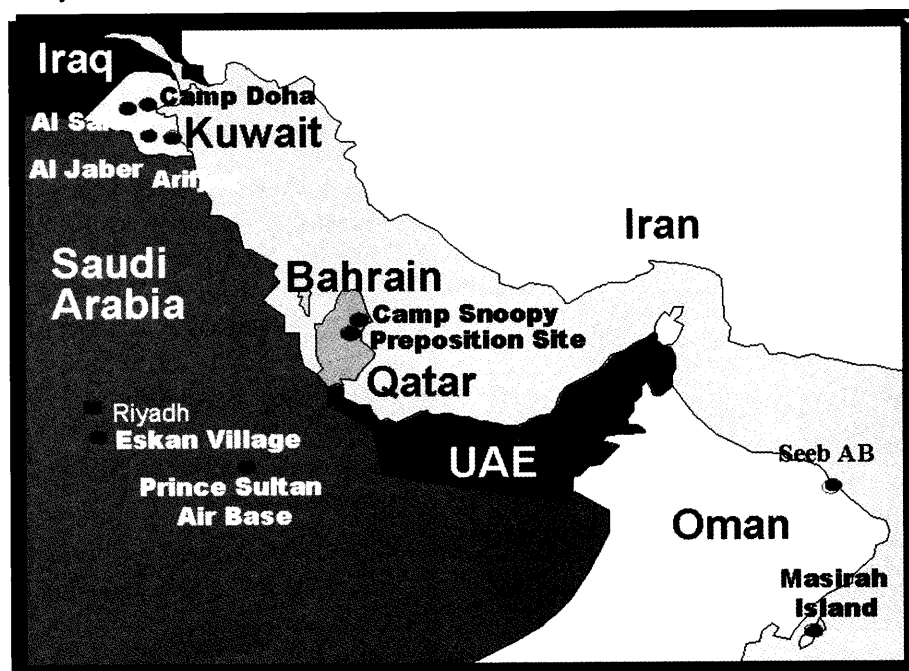 Iraq
Camp Doha
Al
Kuwait
Al Jaber
Iran
Saudi
Arabia
Bahrain
Camp Snoopy
Preposition Site
Qatar
Riyadh
Eskan Village
UAE
Seeb AB
Prince Sultan
Air Base
Oman
Masirah
Island